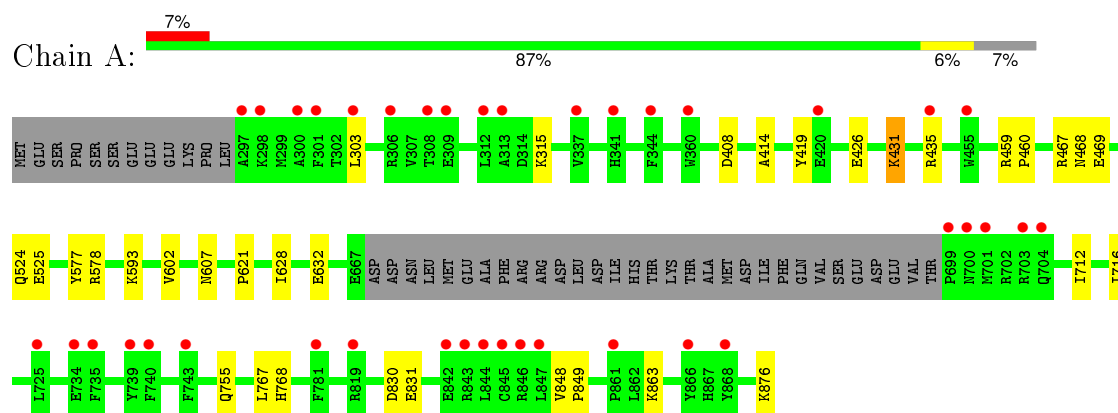 7%
Chain A:
87% 6% 7%
MET GLU SER PRO SER SER GLU GLU GLU LYS PRO LEU A297 K298 M299 A300 F301 T302 L303 R306 V307 T308 E309 L312 A313 D314 K315 V337 H341 F344 W360 D408 A414 Y419 E420 E426 K431 R435 W455 R459 P460 R467 N468 E469
Q524 E525 Y577 R578 K593 V602 N607 P621 I628 E632 E667 ASP ASP ASN LEU MET GLU ALA PHE ARG ARG ASP LEU ASP ILE HIS THR LYS THR ALA MET ASP ILE PHE GLN VAL SER GLU ASP GLU VAL THR P699 N700 M701 R702 R703 Q704 I712
L725 E734 F735 Y739 F740 F743 Q755 L767 H768 F781 R819 D830 E831 E842 R843 L844 C845 R846 L847 V848 P849 P861 L862 K863 Y866 H867 Y868 K876